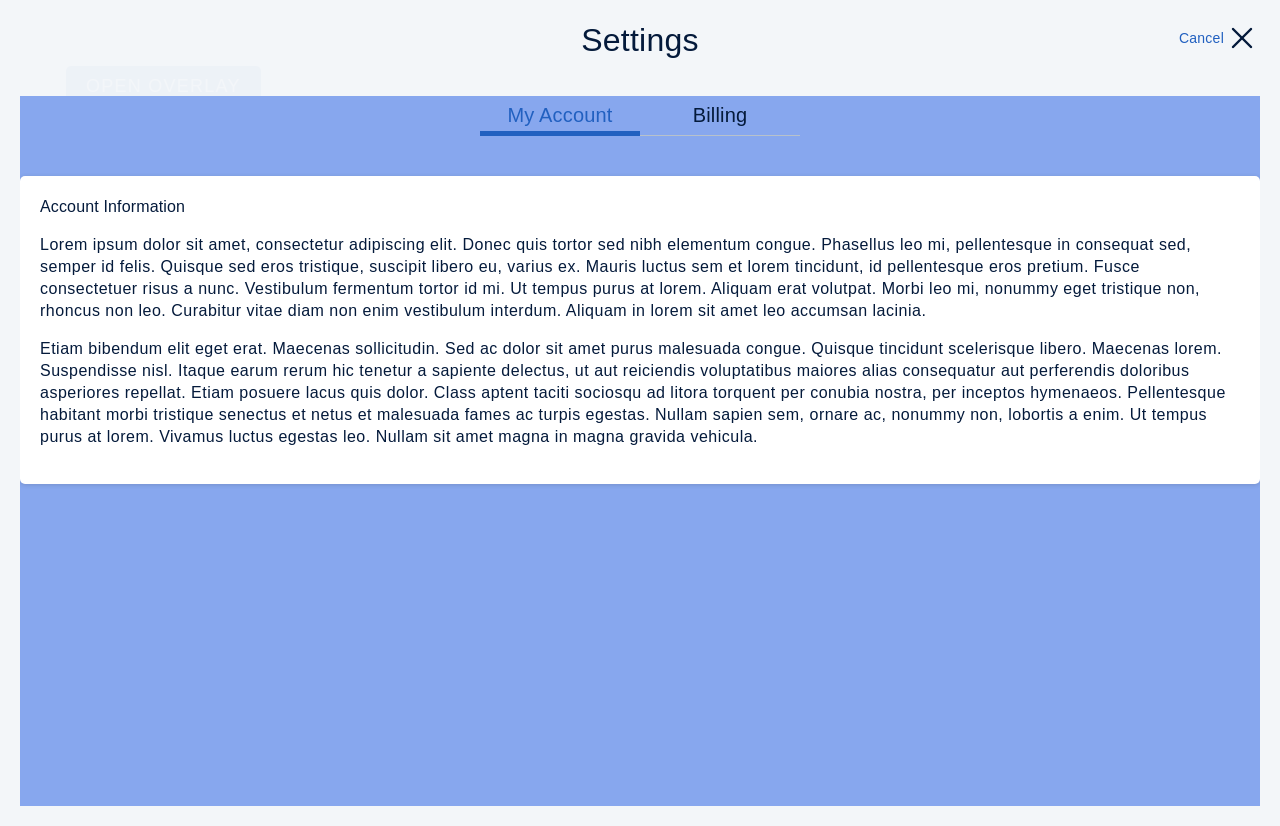 Settings
Cancel
OPEN OVERLAY
My Account
Billing
Account Information
Lorem ipsum dolor sit amet, consectetur adipiscing elit. Donec quis tortor sed nibh elementum congue. Phasellus leo mi, pellentesque in consequat sed,
semper id felis. Quisque sed eros tristique, suscipit libero eu, varius ex. Mauris luctus sem et lorem tincidunt, id pellentesque eros pretium. Fusce
consectetuer risus a nunc. Vestibulum fermentum tortor id mi. Ut tempus purus at lorem. Aliquam erat volutpat. Morbi leo mi, nonummy eget tristique non,
rhoncus non leo. Curabitur vitae diam non enim vestibulum interdum. Aliquam in lorem sit amet leo accumsan lacinia.
Etiam bibendum elit eget erat. Maecenas sollicitudin. Sed ac dolor sit amet purus malesuada congue. Quisque tincidunt scelerisque libero. Maecenas lorem.
Suspendisse nisl. Itaque earum rerum hic tenetur a sapiente delectus, ut aut reiciendis voluptatibus maiores alias consequatur aut perferendis doloribus
asperiores repellat. Etiam posuere lacus quis dolor. Class aptent taciti sociosqu ad litora torquent per conubia nostra, per inceptos hymenaeos. Pellentesque
habitant morbi tristique senectus et netus et malesuada fames ac turpis egestas. Nullam sapien sem, ornare ac, nonummy non, lobortis a enim. Ut tempus
purus at lorem. Vivamus luctus egestas leo. Nullam sit amet magna in magna gravida vehicula.